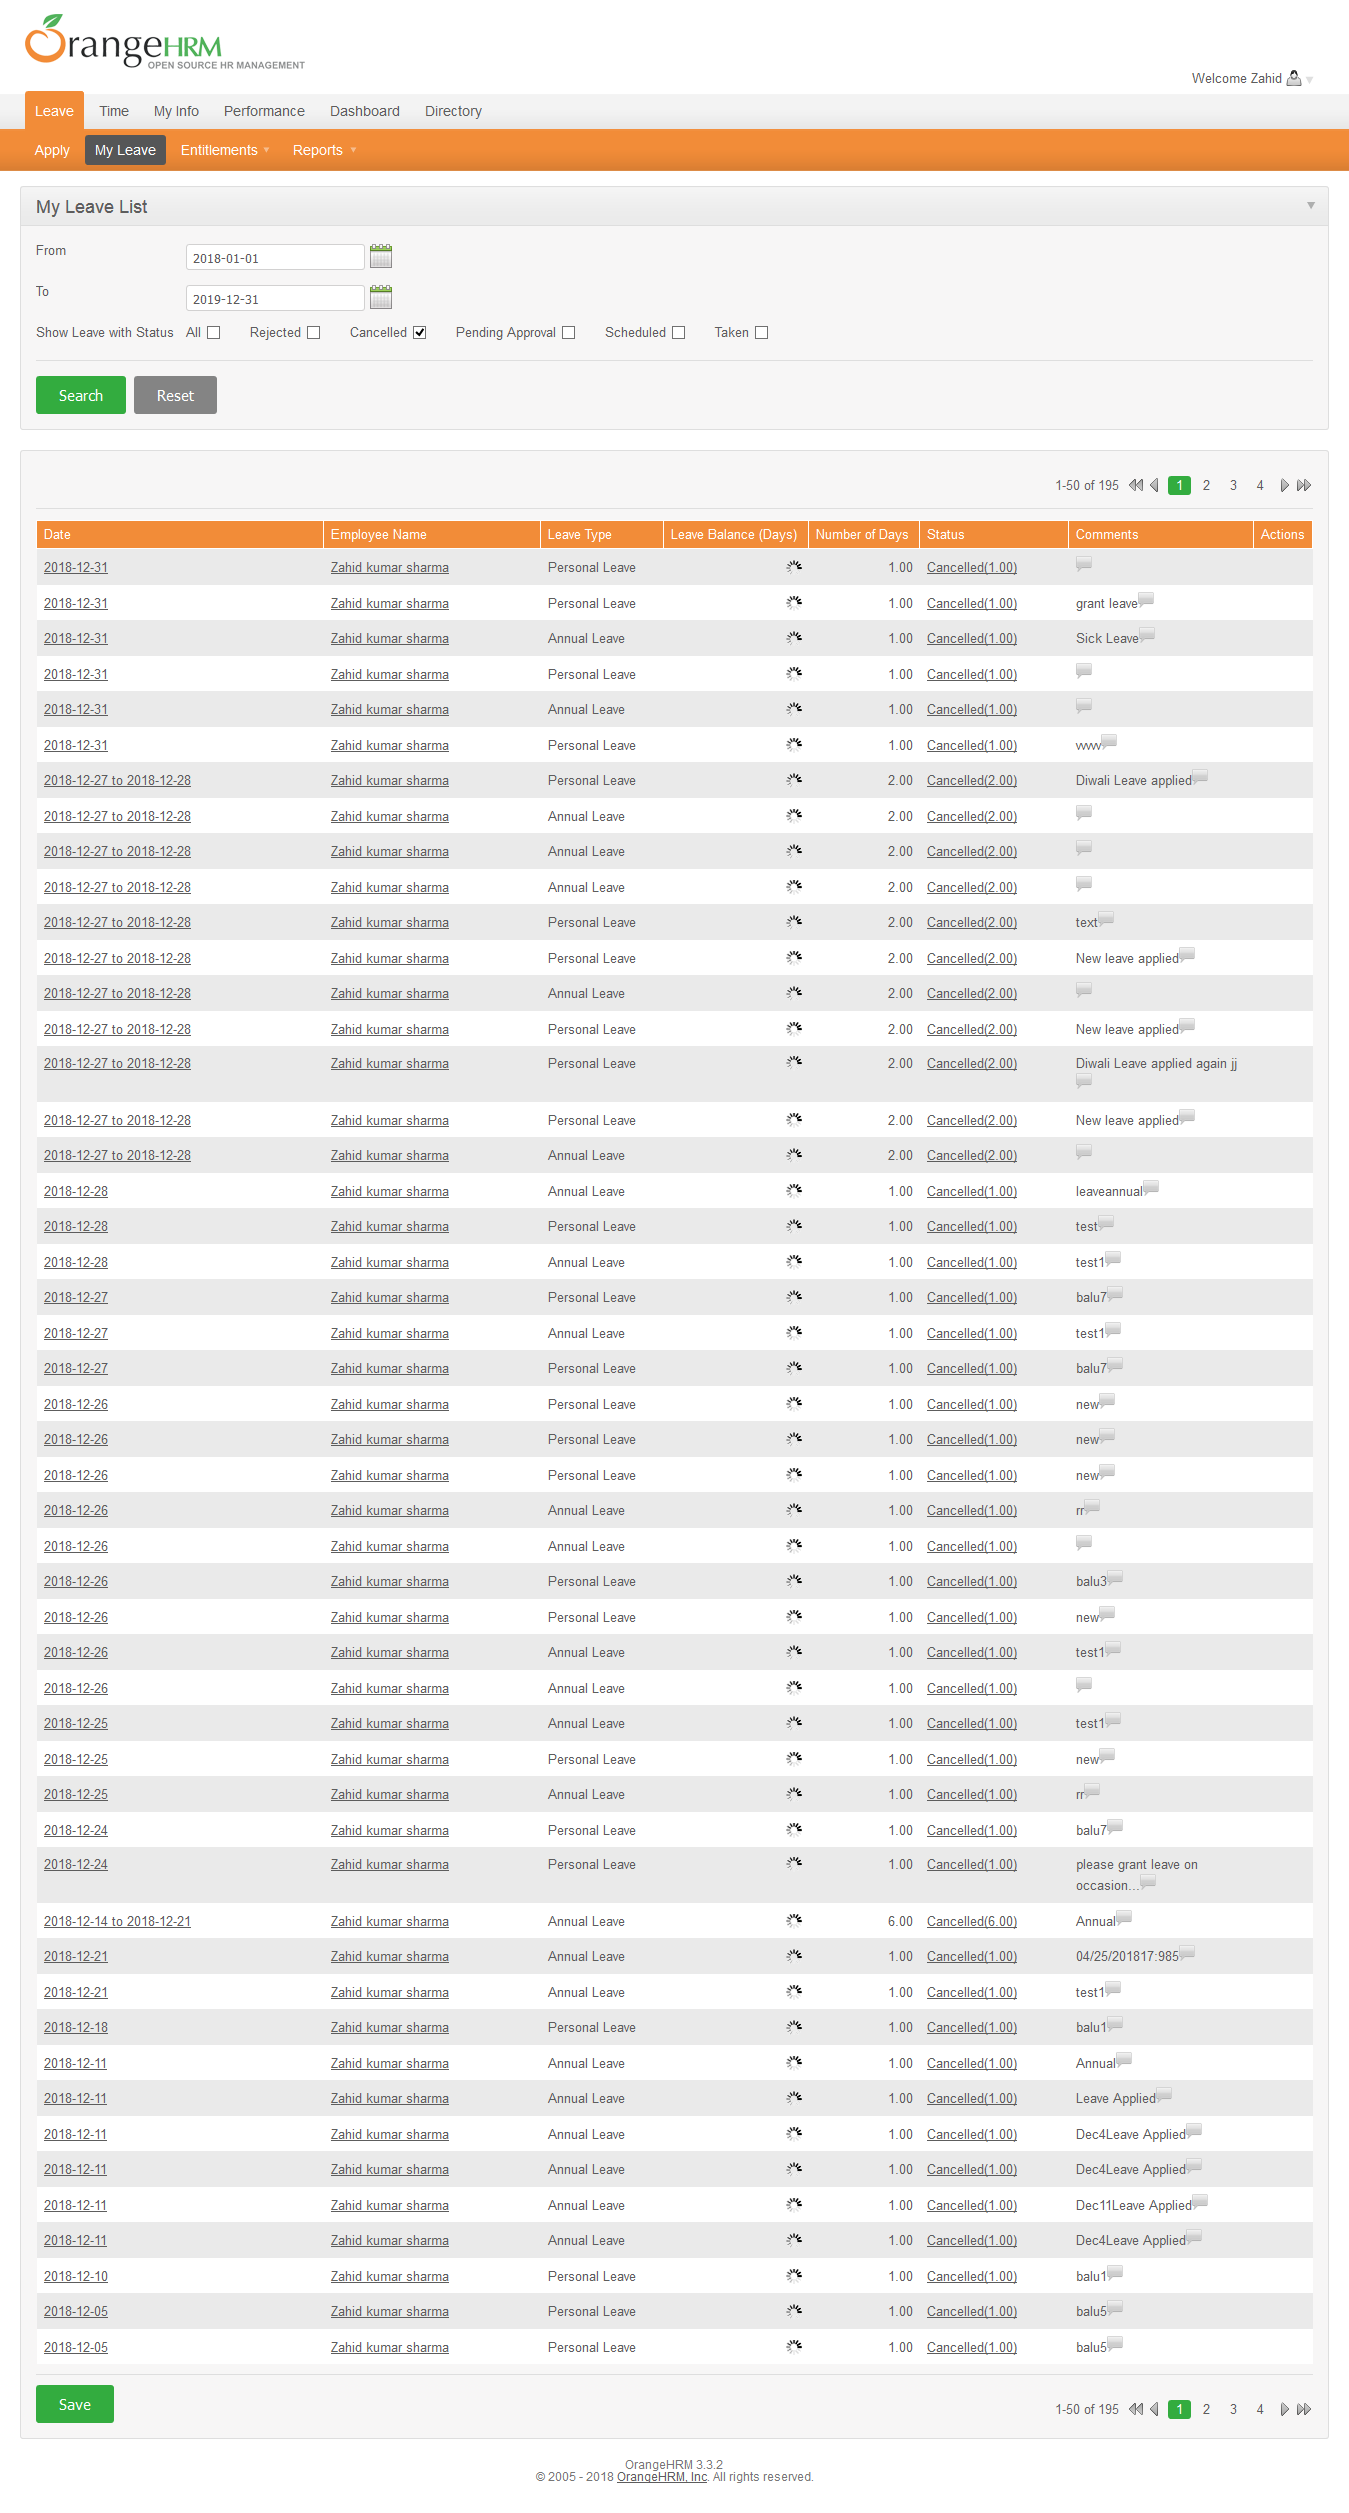 OrangeHRM
OPEN SOURCE HR MANAGEMENT
Welcome Zahid
Leave Time My Info Performance Dashboard Directory
Apply My Leave Entitlements Reports
My Leave List
From 2018-01-01
To 2019-12-31
Show Leave with Status All Rejected Cancelled Pending Approval Scheduled Taken
Search Reset
1-50 of 195 1 2 3 4
Date Employee Name Leave Type Leave Balance (Days) Number of Days Status Comments Actions
2018-12-31 Zahid kumar sharma Personal Leave 1.00 Cancelled(1.00)
2018-12-31 Zahid kumar sharma Personal Leave 1.00 Cancelled(1.00) grant leave
2018-12-31 Zahid kumar sharma Annual Leave 1.00 Cancelled(1.00) Sick Leave
2018-12-31 Zahid kumar sharma Personal Leave 1.00 Cancelled(1.00)
2018-12-31 Zahid kumar sharma Annual Leave 1.00 Cancelled(1.00)
2018-12-31 Zahid kumar sharma Personal Leave 1.00 Cancelled(1.00)
2018-12-27 to 2018-12-28 Zahid kumar sharma Personal Leave 2.00 Cancelled(2.00) Diwali Leave applied
2018-12-27 to 2018-12-28 Zahid kumar sharma Annual Leave 2.00 Cancelled(2.00)
2018-12-27 to 2018-12-28 Zahid kumar sharma Annual Leave 2.00 Cancelled(2.00)
2018-12-27 to 2018-12-28 Zahid kumar sharma Annual Leave 2.00 Cancelled(2.00)
2018-12-27 to 2018-12-28 Zahid kumar sharma Personal Leave 2.00 Cancelled(2.00) text
2018-12-27 to 2018-12-28 Zahid kumar sharma Personal Leave 2.00 Cancelled(2.00) New leave applied
2018-12-27 to 2018-12-28 Zahid kumar sharma Annual Leave 2.00 Cancelled(2.00)
2018-12-27 to 2018-12-28 Zahid kumar sharma Personal Leave 2.00 Cancelled(2.00) New leave applied
2018-12-27 to 2018-12-28 Zahid kumar sharma Personal Leave 2.00 Cancelled(2.00) Diwali Leave applied again jj
2018-12-27 to 2018-12-28 Zahid kumar sharma Personal Leave 2.00 Cancelled(2.00) New leave applied
2018-12-27 to 2018-12-28 Zahid kumar sharma Annual Leave 2.00 Cancelled(2.00)
2018-12-28 Zahid kumar sharma Annual Leave 1.00 Cancelled(1.00) leaveannual
2018-12-28 Zahid kumar sharma Personal Leave 1.00 Cancelled(1.00) test
2018-12-28 Zahid kumar sharma Annual Leave 1.00 Cancelled(1.00) test1
2018-12-27 Zahid kumar sharma Personal Leave 1.00 Cancelled(1.00) balu7
2018-12-27 Zahid kumar sharma Annual Leave 1.00 Cancelled(1.00) test1
2018-12-27 Zahid kumar sharma Personal Leave 1.00 Cancelled(1.00) balu7
2018-12-26 Zahid kumar sharma Personal Leave 1.00 Cancelled(1.00) new
2018-12-26 Zahid kumar sharma Personal Leave 1.00 Cancelled(1.00) new
2018-12-26 Zahid kumar sharma Personal Leave 1.00 Cancelled(1.00) new
2018-12-26 Zahid kumar sharma Annual Leave 1.00 Cancelled(1.00) rr
2018-12-26 Zahid kumar sharma Annual Leave 1.00 Cancelled(1.00)
2018-12-26 Zahid kumar sharma Personal Leave 1.00 Cancelled(1.00) balu3
2018-12-26 Zahid kumar sharma Personal Leave 1.00 Cancelled(1.00) new
2018-12-26 Zahid kumar sharma Annual Leave 1.00 Cancelled(1.00) test1
2018-12-26 Zahid kumar sharma Annual Leave 1.00 Cancelled(1.00)
2018-12-25 Zahid kumar sharma Annual Leave 1.00 Cancelled(1.00) test1
2018-12-25 Zahid kumar sharma Personal Leave 1.00 Cancelled(1.00) new
2018-12-25 Zahid kumar sharma Annual Leave 1.00 Cancelled(1.00) rr
2018-12-24 Zahid kumar sharma Personal Leave 1.00 Cancelled(1.00) balu7
2018-12-24 Zahid kumar sharma Personal Leave 1.00 Cancelled(1.00) please grant leave on
occasion...
2018-12-14 to 2018-12-21 Zahid kumar sharma Annual Leave 6.00 Cancelled(6.00) Annual
2018-12-21 Zahid kumar sharma Annual Leave 1.00 Cancelled(1.00) 04/25/201817:985
2018-12-21 Zahid kumar sharma Annual Leave 1.00 Cancelled(1.00) test1
2018-12-18 Zahid kumar sharma Personal Leave 1.00 Cancelled(1.00) balu1
2018-12-11 Zahid kumar sharma Annual Leave 1.00 Cancelled(1.00) Annual
2018-12-11 Zahid kumar sharma Annual Leave 1.00 Cancelled(1.00) Leave Applied
2018-12-11 Zahid kumar sharma Annual Leave 1.00 Cancelled(1.00) Dec4Leave Applied
2018-12-11 Zahid kumar sharma Annual Leave 1.00 Cancelled(1.00) Dec4Leave Applied
2018-12-11 Zahid kumar sharma Annual Leave 1.00 Cancelled(1.00) Dec11Leave Applied
2018-12-11 Zahid kumar sharma Annual Leave 1.00 Cancelled(1.00) Dec4Leave Applied
2018-12-10 Zahid kumar sharma Personal Leave 1.00 Cancelled(1.00) balu1
2018-12-05 Zahid kumar sharma Personal Leave 1.00 Cancelled(1.00) balu5
2018-12-05 Zahid kumar sharma Personal Leave 1.00 Cancelled(1.00) balu5
Save 1-50 of 195 1 2 3 4
OrangeHRM 3.3.2
© 2005 - 2018 OrangeHRM, Inc. All rights reserved.